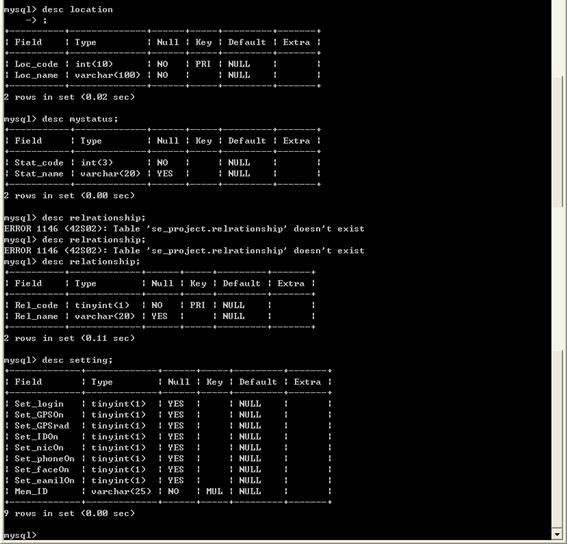 mysql> desc location
    -> ;
+----------+--------------+------+-----+---------+-------+
| Field    | Type         | Null | Key | Default | Extra |
+----------+--------------+------+-----+---------+-------+
| Loc_code | int(10)      | NO   | PRI | NULL    |       |
| Loc_name | varchar(100) | NO   |     | NULL    |       |
+----------+--------------+------+-----+---------+-------+
2 rows in set (0.02 sec)
mysql> desc mystatus;
+-----------+-------------+------+-----+---------+-------+
| Field     | Type        | Null | Key | Default | Extra |
+-----------+-------------+------+-----+---------+-------+
| Stat_code | int(3)      | NO   |     | NULL    |       |
| Stat_name | varchar(20) | YES  |     | NULL    |       |
+-----------+-------------+------+-----+---------+-------+
2 rows in set (0.00 sec)
mysql> desc relrationship;
ERROR 1146 (42S02): Table 'se_project.relrationship' doesn't exist
mysql> desc relrationship;
ERROR 1146 (42S02): Table 'se_project.relrationship' doesn't exist
mysql> desc relationship;
+----------+-------------+------+-----+---------+-------+
| Field    | Type        | Null | Key | Default | Extra |
+----------+-------------+------+-----+---------+-------+
| Rel_code | tinyint(1)  | NO   | PRI | NULL    |       |
| Rel_name | varchar(20) | YES  |     | NULL    |       |
+----------+-------------+------+-----+---------+-------+
2 rows in set (0.11 sec)
mysql> desc setting;
+-------------+-------------+------+-----+---------+-------+
| Field       | Type        | Null | Key | Default | Extra |
+-------------+-------------+------+-----+---------+-------+
| Set_login   | tinyint(1)  | YES  |     | NULL    |       |
| Set_GPSOn   | tinyint(1)  | YES  |     | NULL    |       |
| Set_GPSrad  | tinyint(1)  | YES  |     | NULL    |       |
| Set_IDOn    | tinyint(1)  | YES  |     | NULL    |       |
| Set_nicOn   | tinyint(1)  | YES  |     | NULL    |       |
| Set_phoneOn | tinyint(1)  | YES  |     | NULL    |       |
| Set_faceOn  | tinyint(1)  | YES  |     | NULL    |       |
| Set_eamilOn | tinyint(1)  | YES  |     | NULL    |       |
| Mem_ID      | varchar(25) | NO   | MUL | NULL    |       |
+-------------+-------------+------+-----+---------+-------+
9 rows in set (0.00 sec)
mysql>